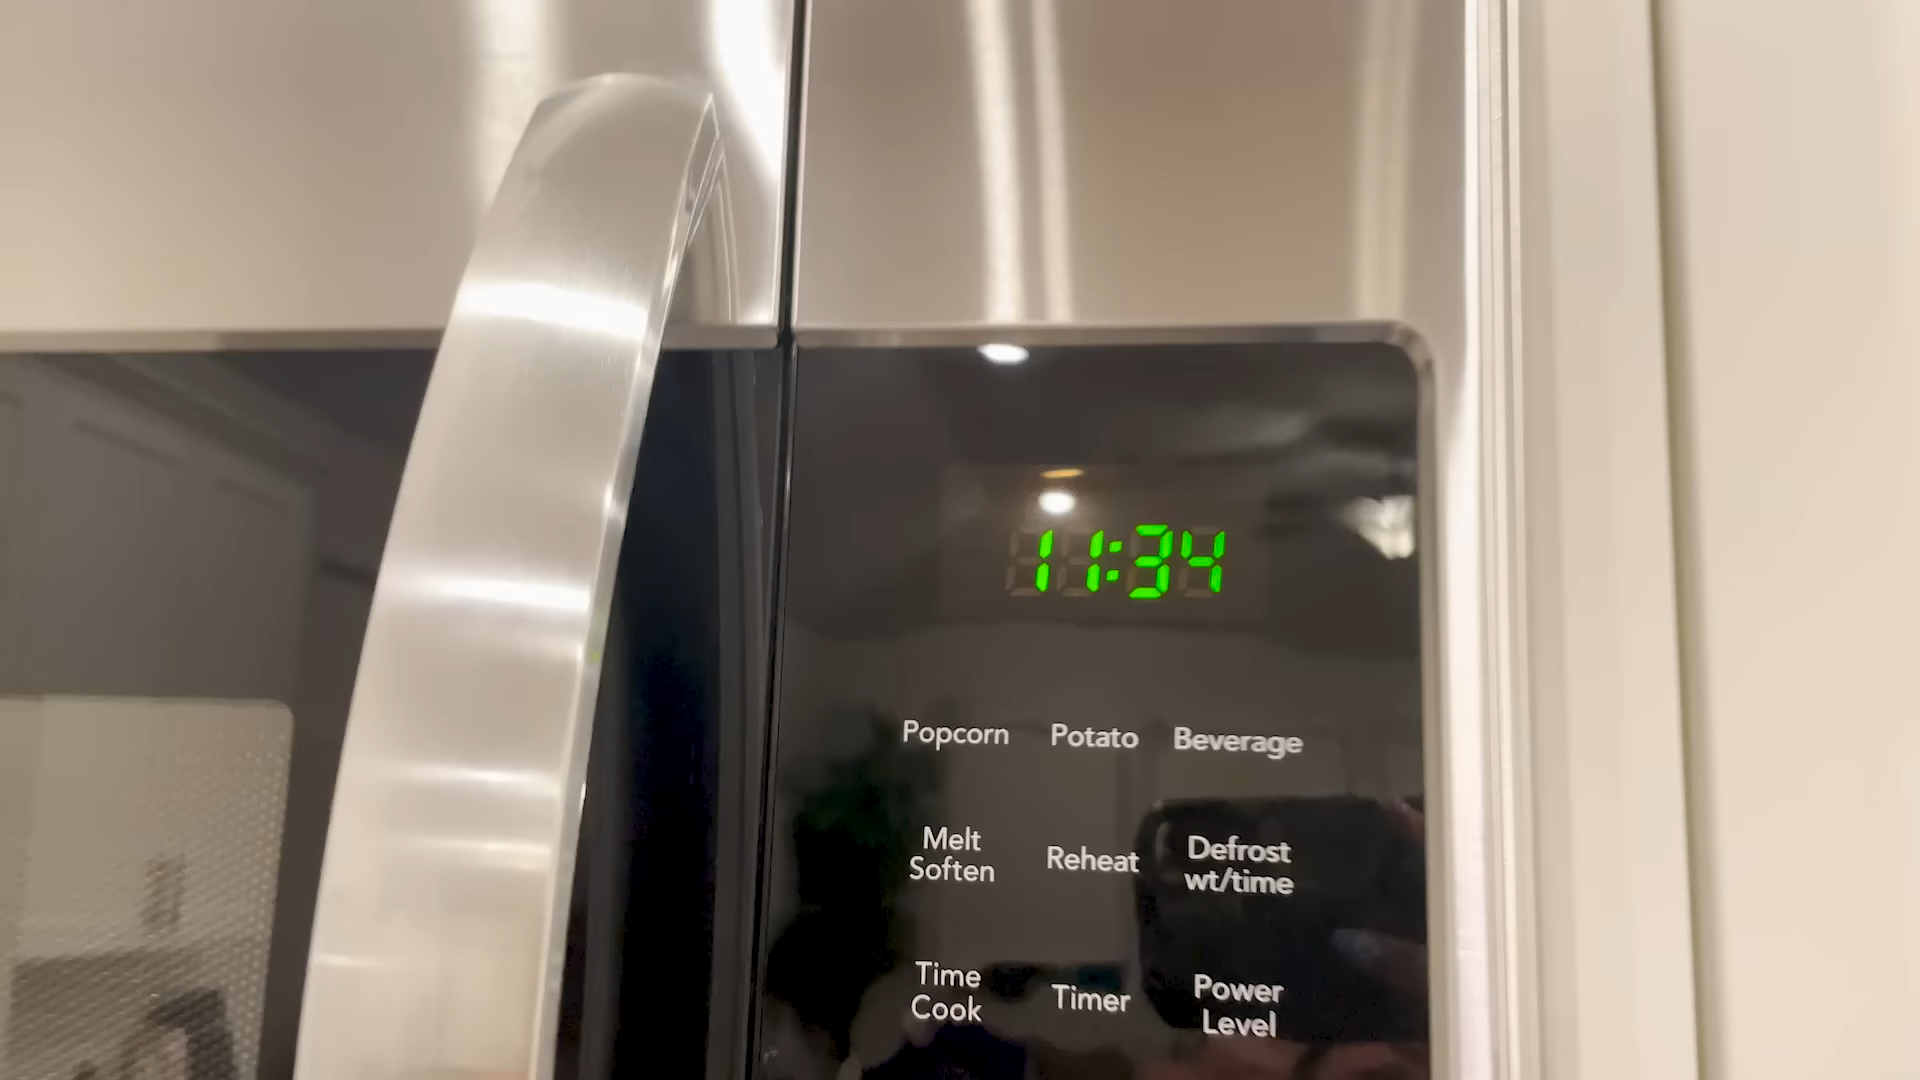 11:34
Popcorn Potato Beverage
Melt
Soften
Reheat
Defrost
wt/time
Time
Cook
Timer
Power
Level